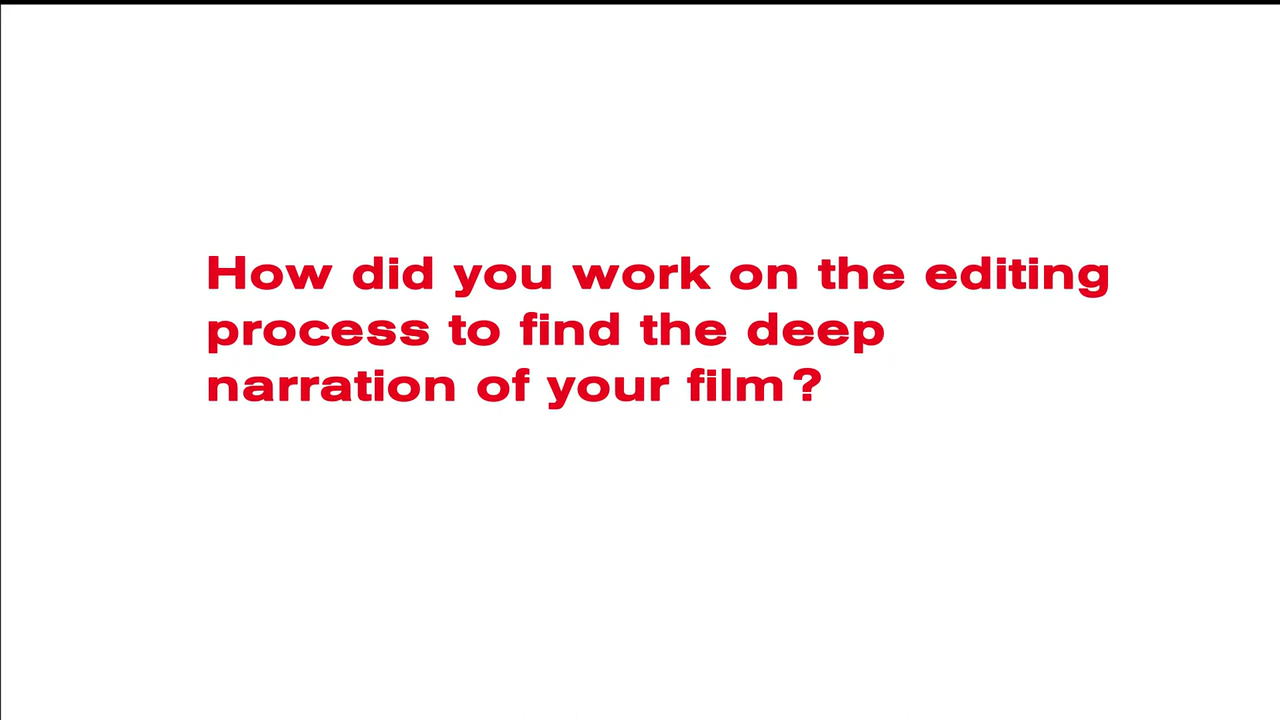 How did you work on the editing
process to find the deep
narration of your film?